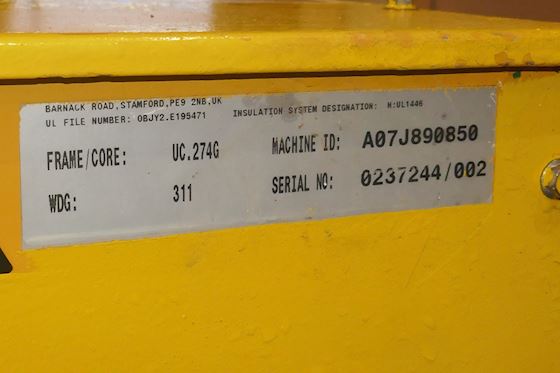 BARNACK ROAD,STAMFORD,PE9 2NB,UK
UL FILE NUMBER: OBJY2.E195471 INSULATION SYSTEM DESIGNATION: N:UL1446
FRAME/CORE: UC.274G MACHINE ID: A07J890850
WDG: 311 SERIAL NO: 0237244/002